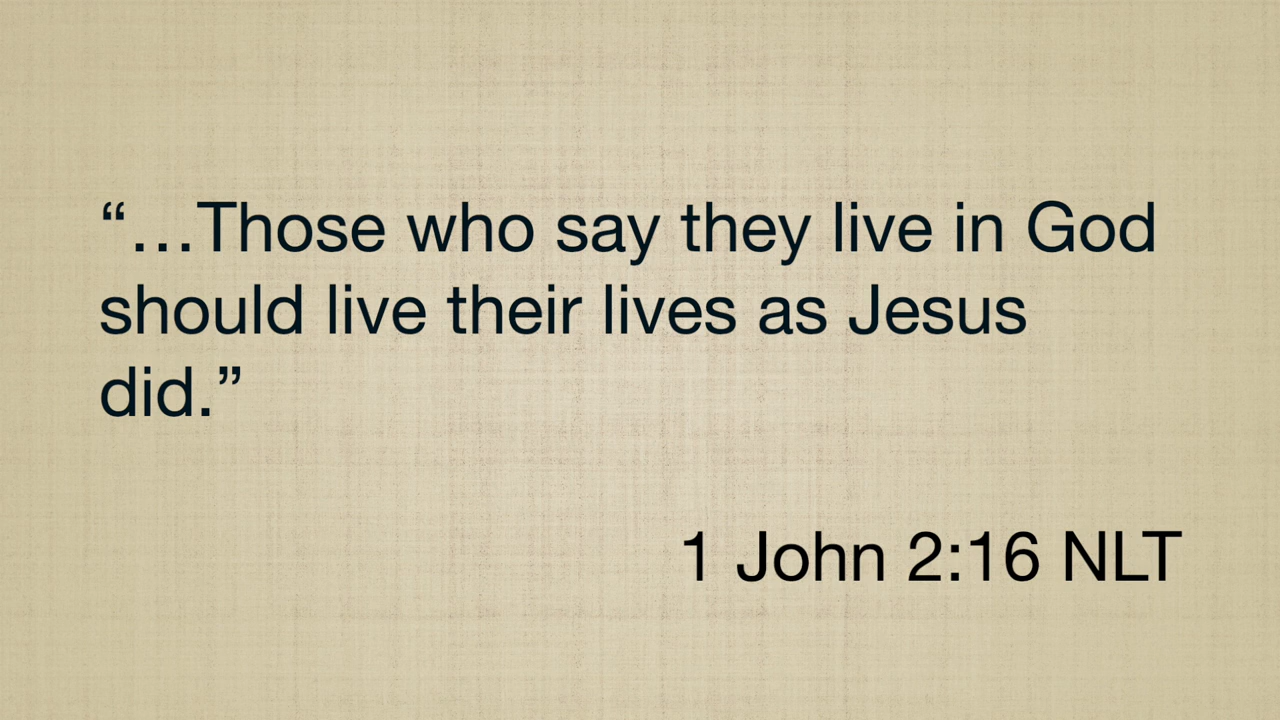 “…Those who say they live in God
should live their lives as Jesus
did.”
1 John 2:16 NLT